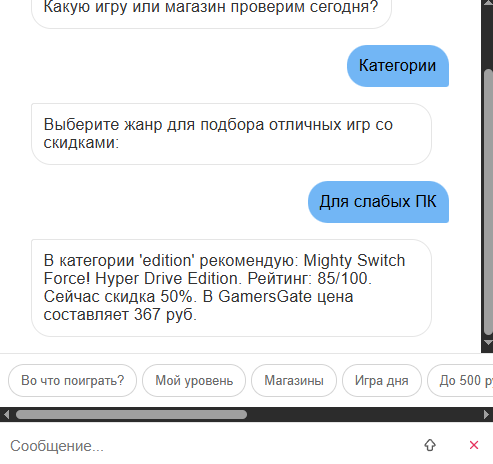 Какую игру или магазин проверим сегодня?
Категории
Выберите жанр для подбора отличных игр со
скидками:
Для слабых ПК
В категории 'edition' рекомендую: Mighty Switch
Force! Hyper Drive Edition. Рейтинг: 85/100.
Сейчас скидка 50%. В GamersGate цена
составляет 367 руб.
Во что поиграть?
Мой уровень
Магазины
Игра дня
До 500 р
Сообщение...